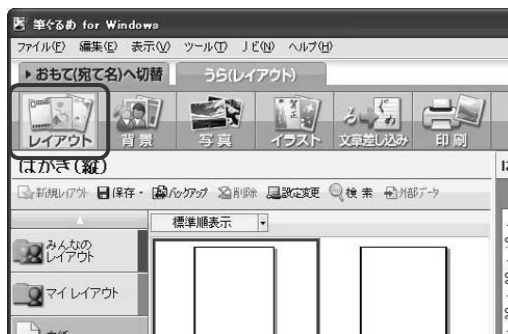 筆ぐるめ for Windows
ファイル(F) 編集(E) 表示(V) ツール(T) ナビ(N) ヘルプ(H)
▶おもて(宛て名)へ切替 うら(レイアウト)
レイアウト 背景 写真 イラスト 文章差し込み 印刷
はがき(縦)
新規レイアウト 保存 バックアップ 削除 設定変更 検索 外部データ
標準順表示
みんなの
レイアウト
マイ レイアウト